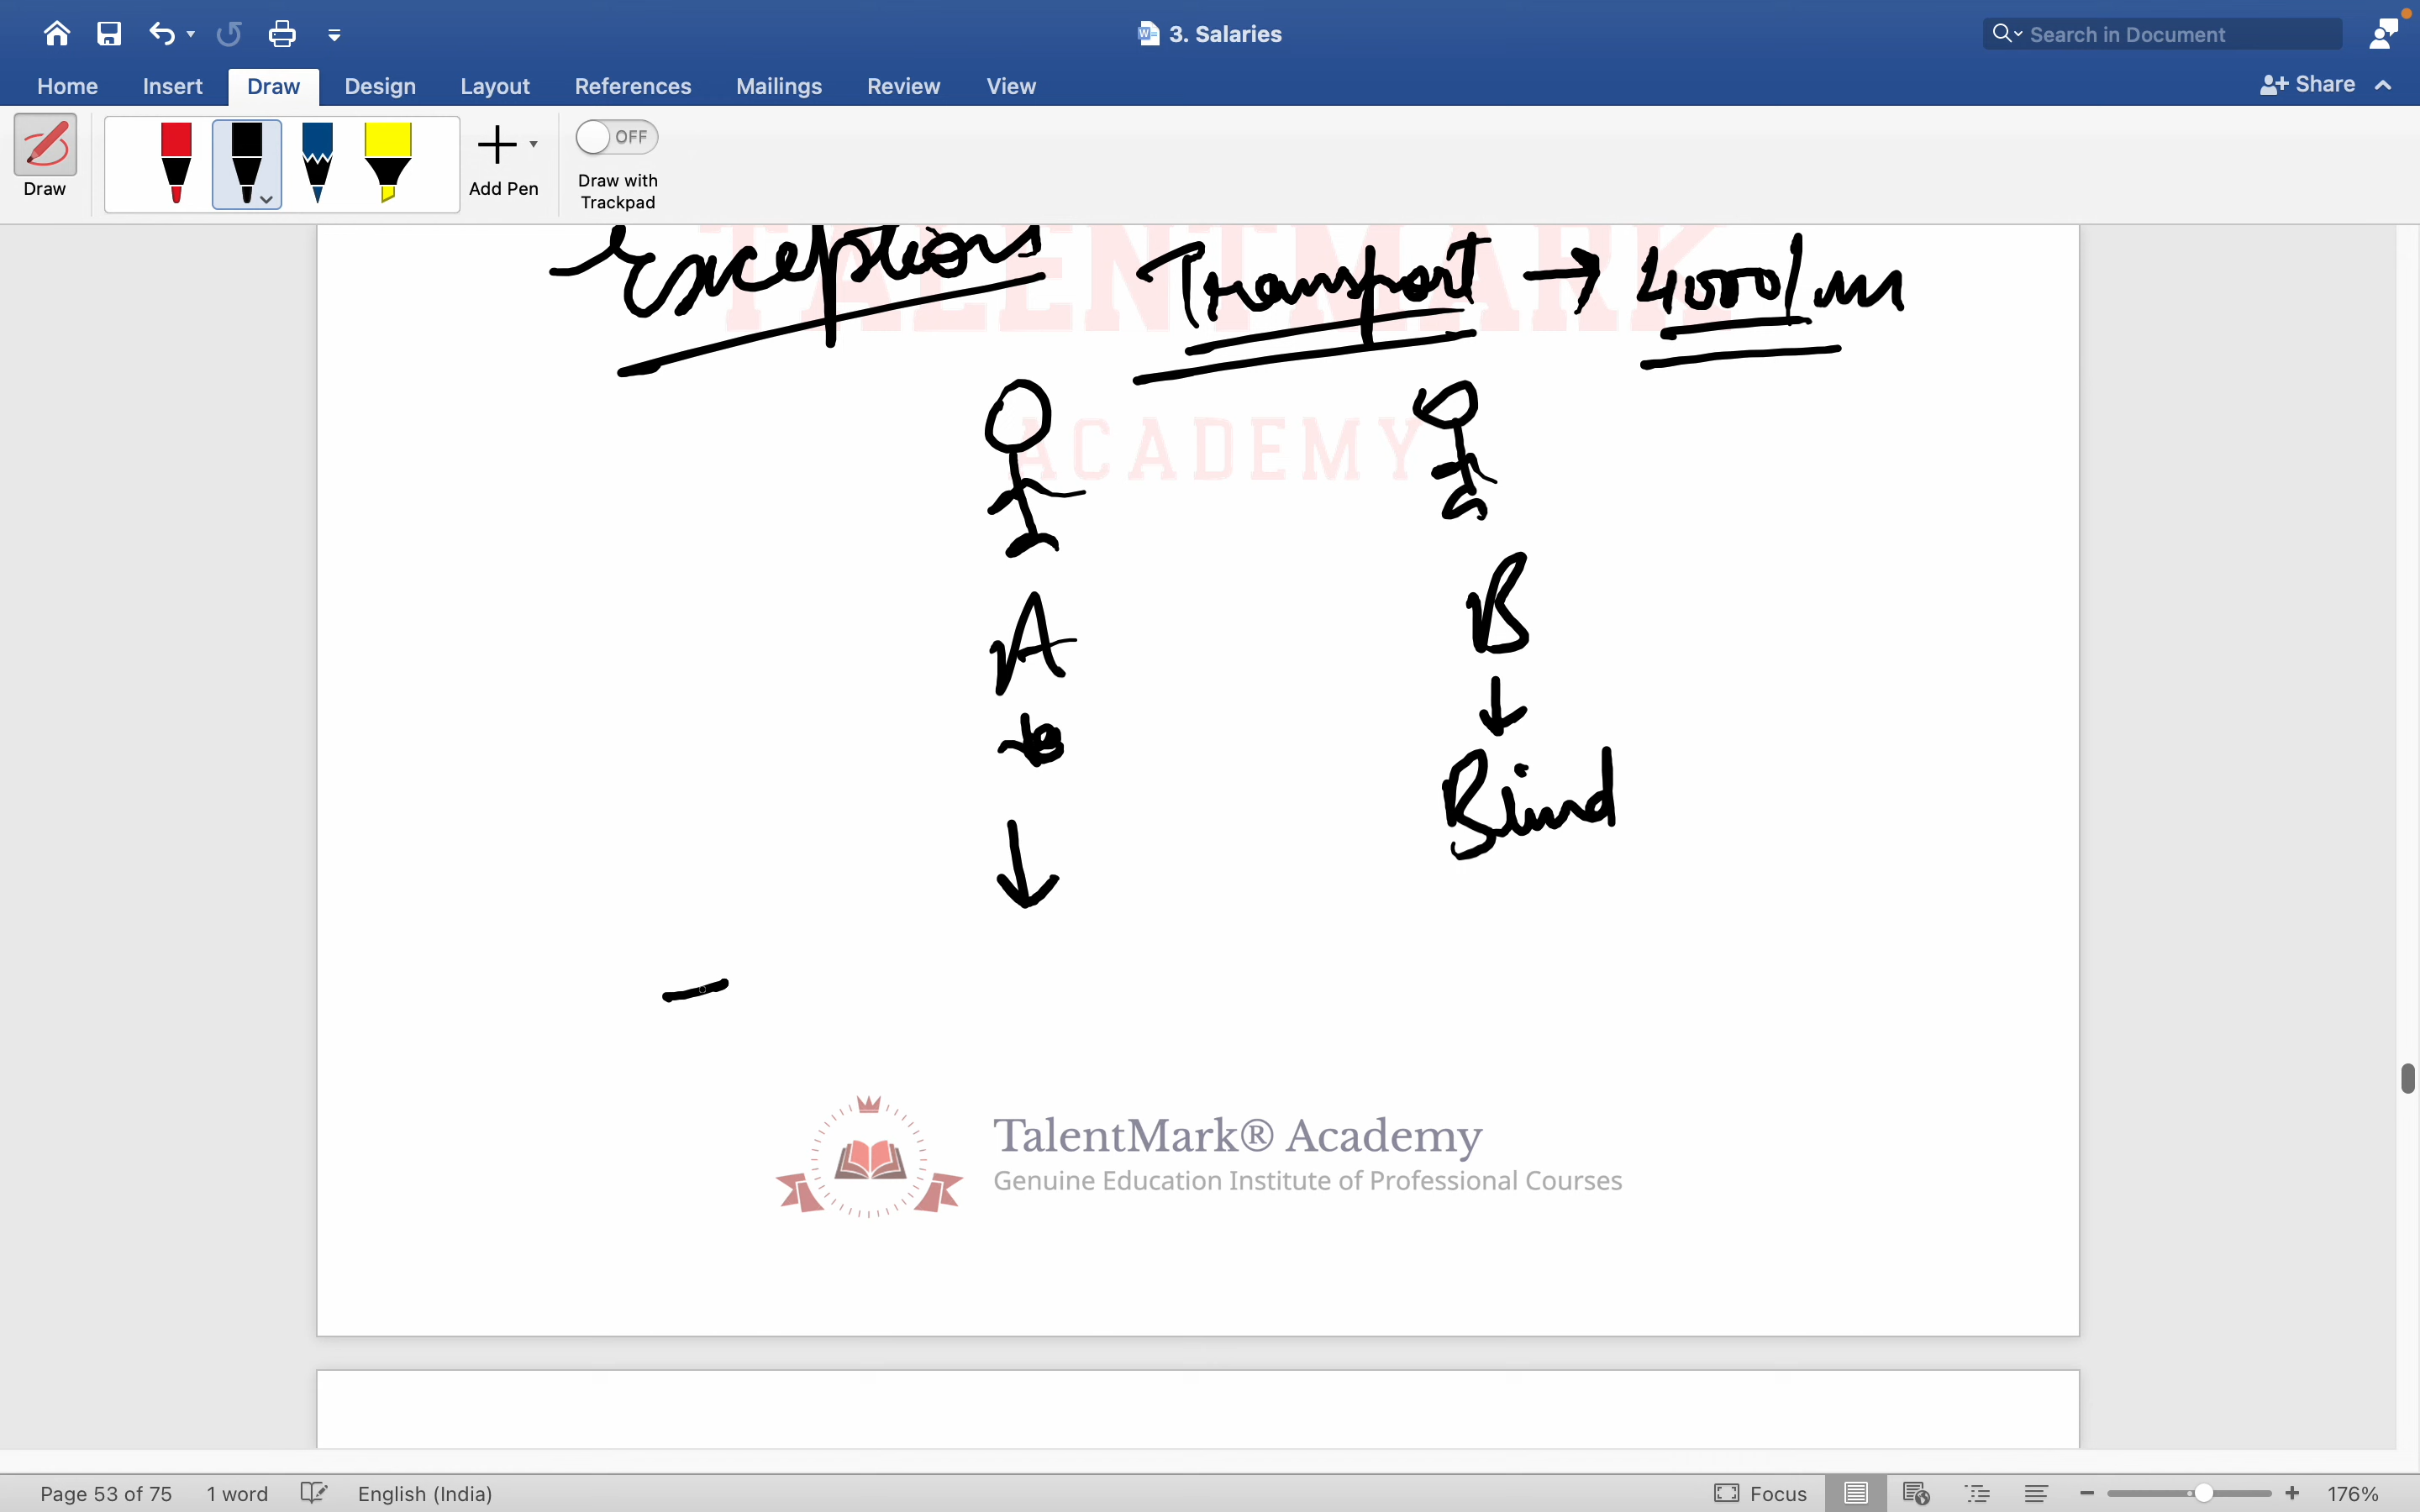 3. Salaries
Search in Document
Home Insert Draw Design Layout References Mailings Review View
Share
Draw
Add Pen
OFF
Draw with
Trackpad
TALENTMARK
ACADEMY
Exceptions Transport → 4000/m
A B
Blind
TalentMark® Academy
Genuine Education Institute of Professional Courses
Page 53 of 75 1 word English (India) Focus 176%